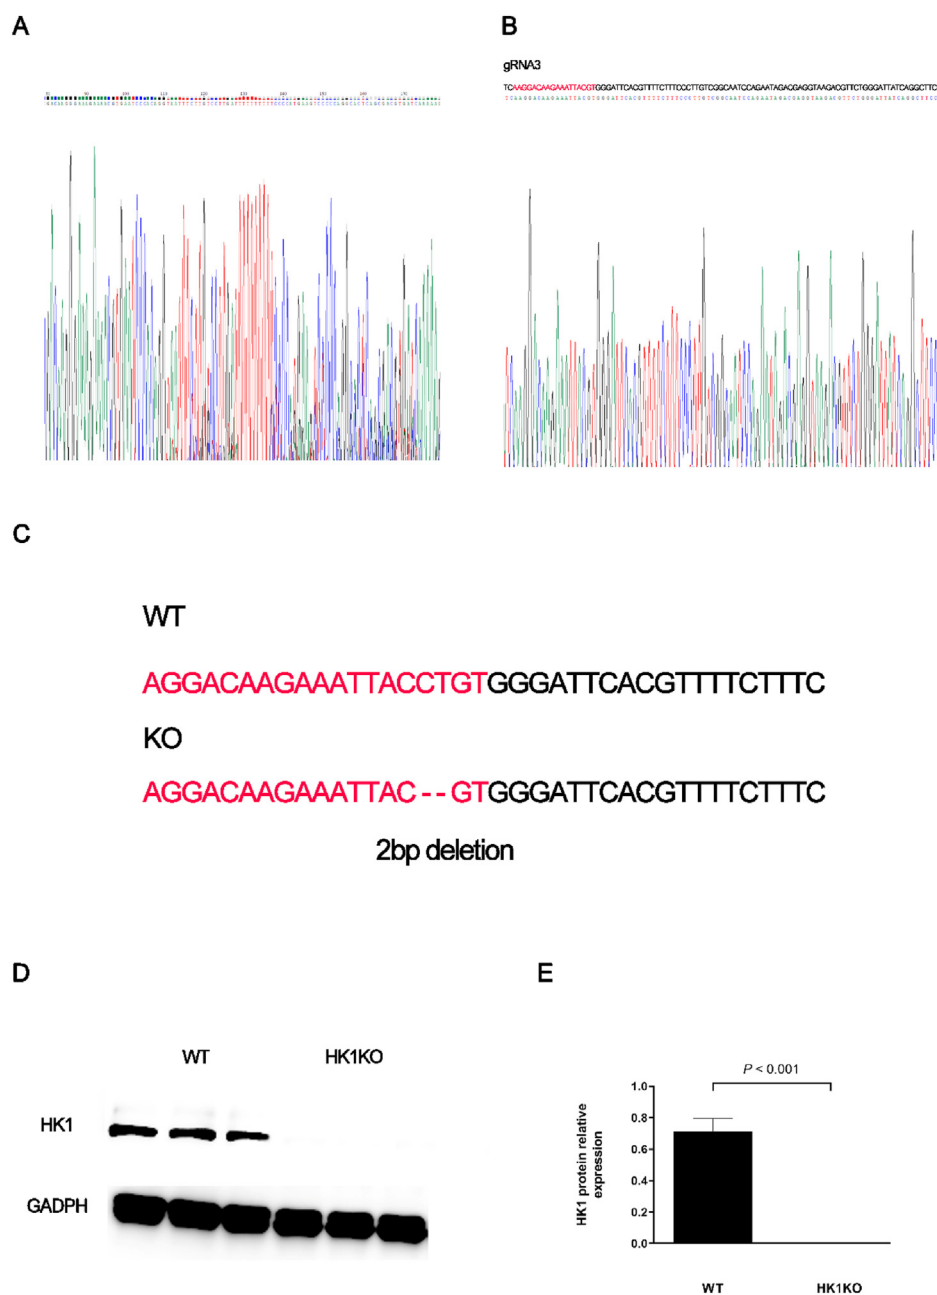 A
B
gRNA3
TCAAGGACAAGAAATTACGTGGGATTCACGTTTTCTTTCCCTTGTCGGCAATCCAGAATAGACGAGGTAAGACGTTCTGGGATTATCAGGCTTC
C
WT
AGGACAAGAAATTACCTGTGGGATTCACGTTTTCTTTC
KO
AGGACAAGAAATTAC--GTGGGATTCACGTTTTCTTTC
2bp deletion
D
WT HK1KO
HK1
GADPH
E
P < 0.001
HK1 protein relative
expression
1.0
0.8
0.6
0.4
0.2
0.0
WT HK1KO